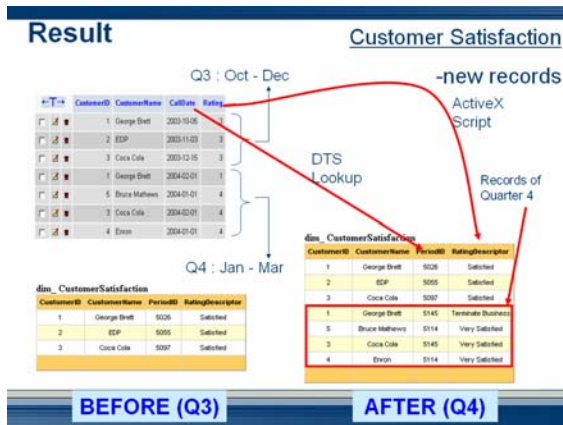 Result
Customer Satisfaction
-new records
Q3 : Oct - Dec
ActiveX
Script
←T→ CustomerID CustomerName CallDate Rating
1 George Brett 2003-10-05 3
2 EDP 2003-11-03 3
3 Coca Cola 2003-12-15 3
1 George Brett 2004-02-01 1
5 Bruce Mathews 2004-01-01 4
3 Coca Cola 2004-02-01 4
4 Enron 2004-01-01 4
DTS
Lookup
Records of
Quarter 4
Q4 : Jan - Mar
dim_ CustomerSatisfaction
CustomerID CustomerName PeriodID RatingDescriptor
1 George Brett 5026 Satisfied
2 EDP 5055 Satisfied
3 Coca Cola 5097 Satisfied
dim_ CustomerSatisfaction
CustomerID CustomerName PeriodID RatingDescriptor
1 George Brett 5026 Satisfied
2 EDP 5055 Satisfied
3 Coca Cola 5097 Satisfied
1 George Brett 5145 Terminate Business
5 Bruce Mathews 5114 Very Satisfied
3 Coca Cola 5145 Very Satisfied
4 Enron 5114 Very Satisfied
BEFORE (Q3)
AFTER (Q4)